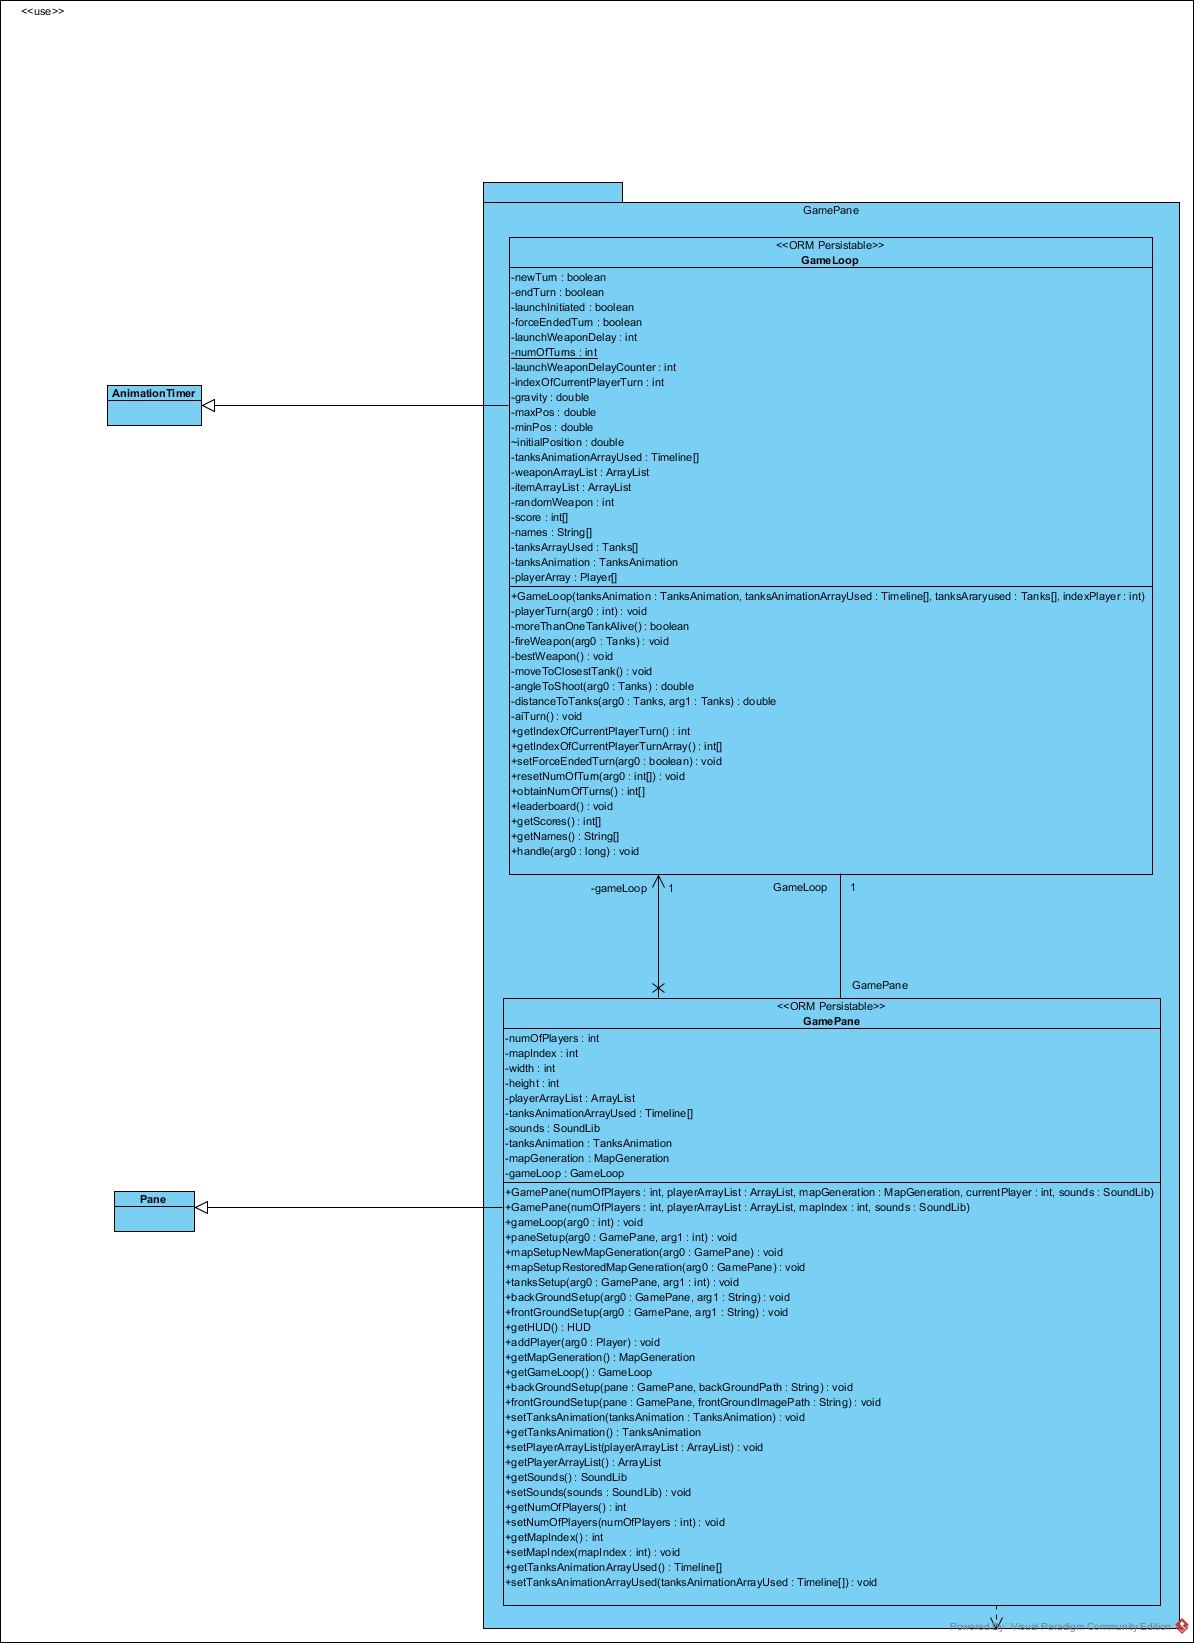 <<use>>
GamePane
<<ORM Persistable>>
GameLoop
-newTurn : boolean
-endTurn : boolean
-launchInitiated : boolean
-forceEndedTurn : boolean
-launchWeaponDelay : int
-numOfTurns : int
-launchWeaponDelayCounter : int
-indexOfCurrentPlayerTurn : int
-gravity : double
-maxPos : double
-minPos : double
~initialPosition : double
-tanksAnimationArrayUsed : Timeline[]
-weaponArrayList : ArrayList
-itemArrayList : ArrayList
-randomWeapon : int
-score : int[]
-names : String[]
-tanksArrayUsed : Tanks[]
-tanksAnimation : TanksAnimation
-playerArray : Player[]
+GameLoop(tanksAnimation : TanksAnimation, tanksAnimationArrayUsed : Timeline[], tanksAraryused : Tanks[], indexPlayer : int)
-playerTurn(arg0 : int) : void
-moreThanOneTankAlive() : boolean
-fireWeapon(arg0 : Tanks) : void
-bestWeapon() : void
-moveToClosestTank() : void
-angleToShoot(arg0 : Tanks) : double
-distanceToTanks(arg0 : Tanks, arg1 : Tanks) : double
-aiTurn() : void
+getIndexOfCurrentPlayerTurn() : int
+getIndexOfCurrentPlayerTurnArray() : int[]
+setForceEndedTurn(arg0 : boolean) : void
+resetNumOfTurn(arg0 : int[]) : void
+obtainNumOfTurns() : int[]
+leaderboard() : void
+getScores() : int[]
+getNames() : String[]
+handle(arg0 : long) : void
AnimationTimer
-gameLoop 1 GameLoop 1
GamePane
<<ORM Persistable>>
GamePane
-numOfPlayers : int
-mapIndex : int
-width : int
-height : int
-playerArrayList : ArrayList
-tanksAnimationArrayUsed : Timeline[]
-sounds : SoundLib
-tanksAnimation : TanksAnimation
-mapGeneration : MapGeneration
-gameLoop : GameLoop
+GamePane(numOfPlayers : int, playerArrayList : ArrayList, mapGeneration : MapGeneration, currentPlayer : int, sounds : SoundLib)
+GamePane(numOfPlayers : int, playerArrayList : ArrayList, mapIndex : int, sounds : SoundLib)
+gameLoop(arg0 : int) : void
+paneSetup(arg0 : GamePane, arg1 : int) : void
+mapSetupNewMapGeneration(arg0 : GamePane) : void
+mapSetupRestoredMapGeneration(arg0 : GamePane) : void
+tanksSetup(arg0 : GamePane, arg1 : int) : void
+backGroundSetup(arg0 : GamePane, arg1 : String) : void
+frontGroundSetup(arg0 : GamePane, arg1 : String) : void
+getHUD() : HUD
+addPlayer(arg0 : Player) : void
+getMapGeneration() : MapGeneration
+getGameLoop() : GameLoop
+backGroundSetup(pane : GamePane, backGroundPath : String) : void
+frontGroundSetup(pane : GamePane, frontGroundImagePath : String) : void
+setTanksAnimation(tanksAnimation : TanksAnimation) : void
+getTanksAnimation() : TanksAnimation
+setPlayerArrayList(playerArrayList : ArrayList) : void
+getPlayerArrayList() : ArrayList
+getSounds() : SoundLib
+setSounds(sounds : SoundLib) : void
+getNumOfPlayers() : int
+setNumOfPlayers(numOfPlayers : int) : void
+getMapIndex() : int
+setMapIndex(mapIndex : int) : void
+getTanksAnimationArrayUsed() : Timeline[]
+setTanksAnimationArrayUsed(tanksAnimationArrayUsed : Timeline[]) : void
Pane
Powered By Visual Paradigm Community Edition